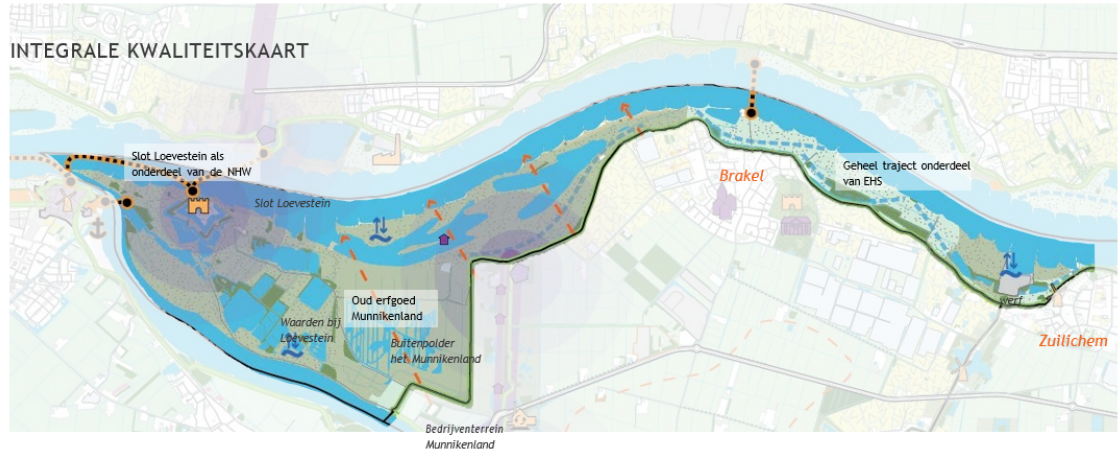 INTEGRALE KWALITEITSKAART
Slot Loevestein als
onderdeel van de NHW
Slot Loevestein
Brakel
Geheel traject onderdeel
van EHS
Oud erfgoed
Munnikenland
Waarden bij
Loevestein
Buitenpolder
het Munnikenland
werf
Zuilichem
Bedrijventerrein
Munnikenland